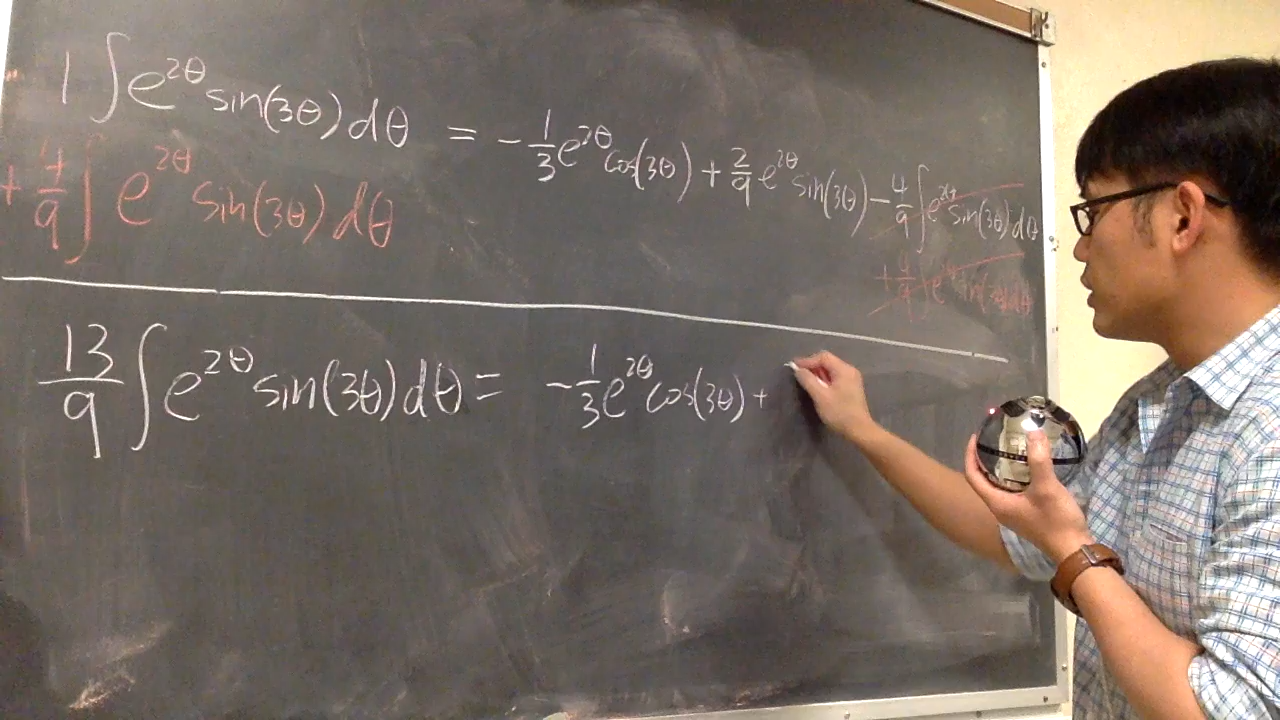 1 ∫ e^{2θ} sin(3θ) dθ = -1/3 e^{2θ} cos(3θ) + 2/9 e^{2θ} sin(3θ) - 4/9 ∫ e^{2θ} sin(3θ) dθ
+ 4/9 ∫ e^{2θ} sin(3θ) dθ + 4/9 ∫ e^{2θ} sin(3θ) dθ
13/9 ∫ e^{2θ} sin(3θ) dθ = -1/3 e^{2θ} cos(3θ) +